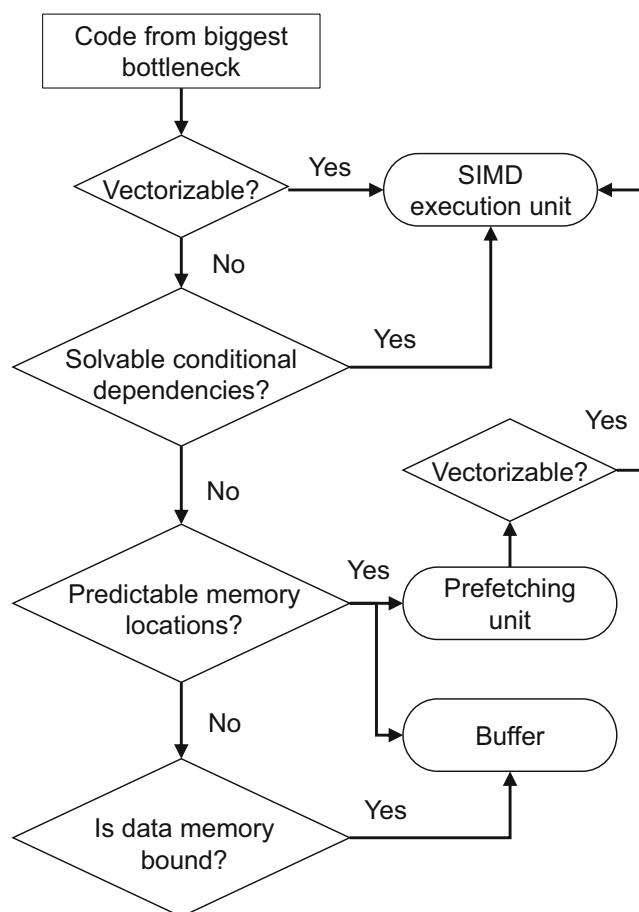 Code from biggest
bottleneck
Vectorizable?
Yes
SIMD
execution unit
No
Solvable conditional
dependencies?
Yes
No
Yes
Vectorizable?
Predictable memory
locations?
Yes
Prefetching
unit
No
Buffer
Is data memory
bound?
Yes